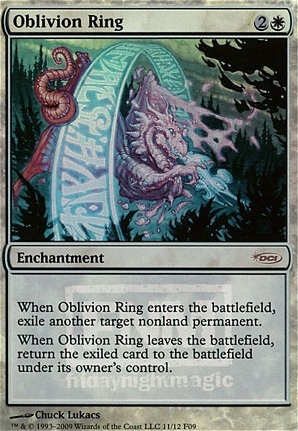 Oblivion Ring 2
DCI
Enchantment
When Oblivion Ring enters the battlefield,
exile another target nonland permanent.
When Oblivion Ring leaves the battlefield,
return the exiled card to the battlefield
under its owner's control.
fridaynightmagic
Chuck Lukacs
™ & © 1993–2009 Wizards of the Coast LLC 11/12 F09